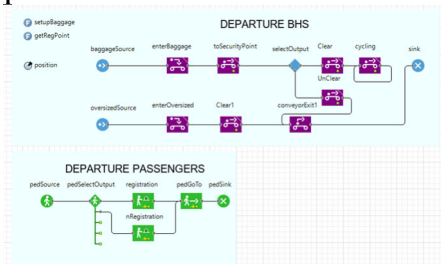 DEPARTURE BHS
setupBaggage
getRegPoint
position
baggageSource enterBaggage toSecurityPoint selectOutput Clear cycling sink
UnClear
oversizedSource enterOversized Clear1 conveyorExit1
DEPARTURE PASSENGERS
pedSource pedSelectOutput registration pedGoTo pedSink
nRegistration